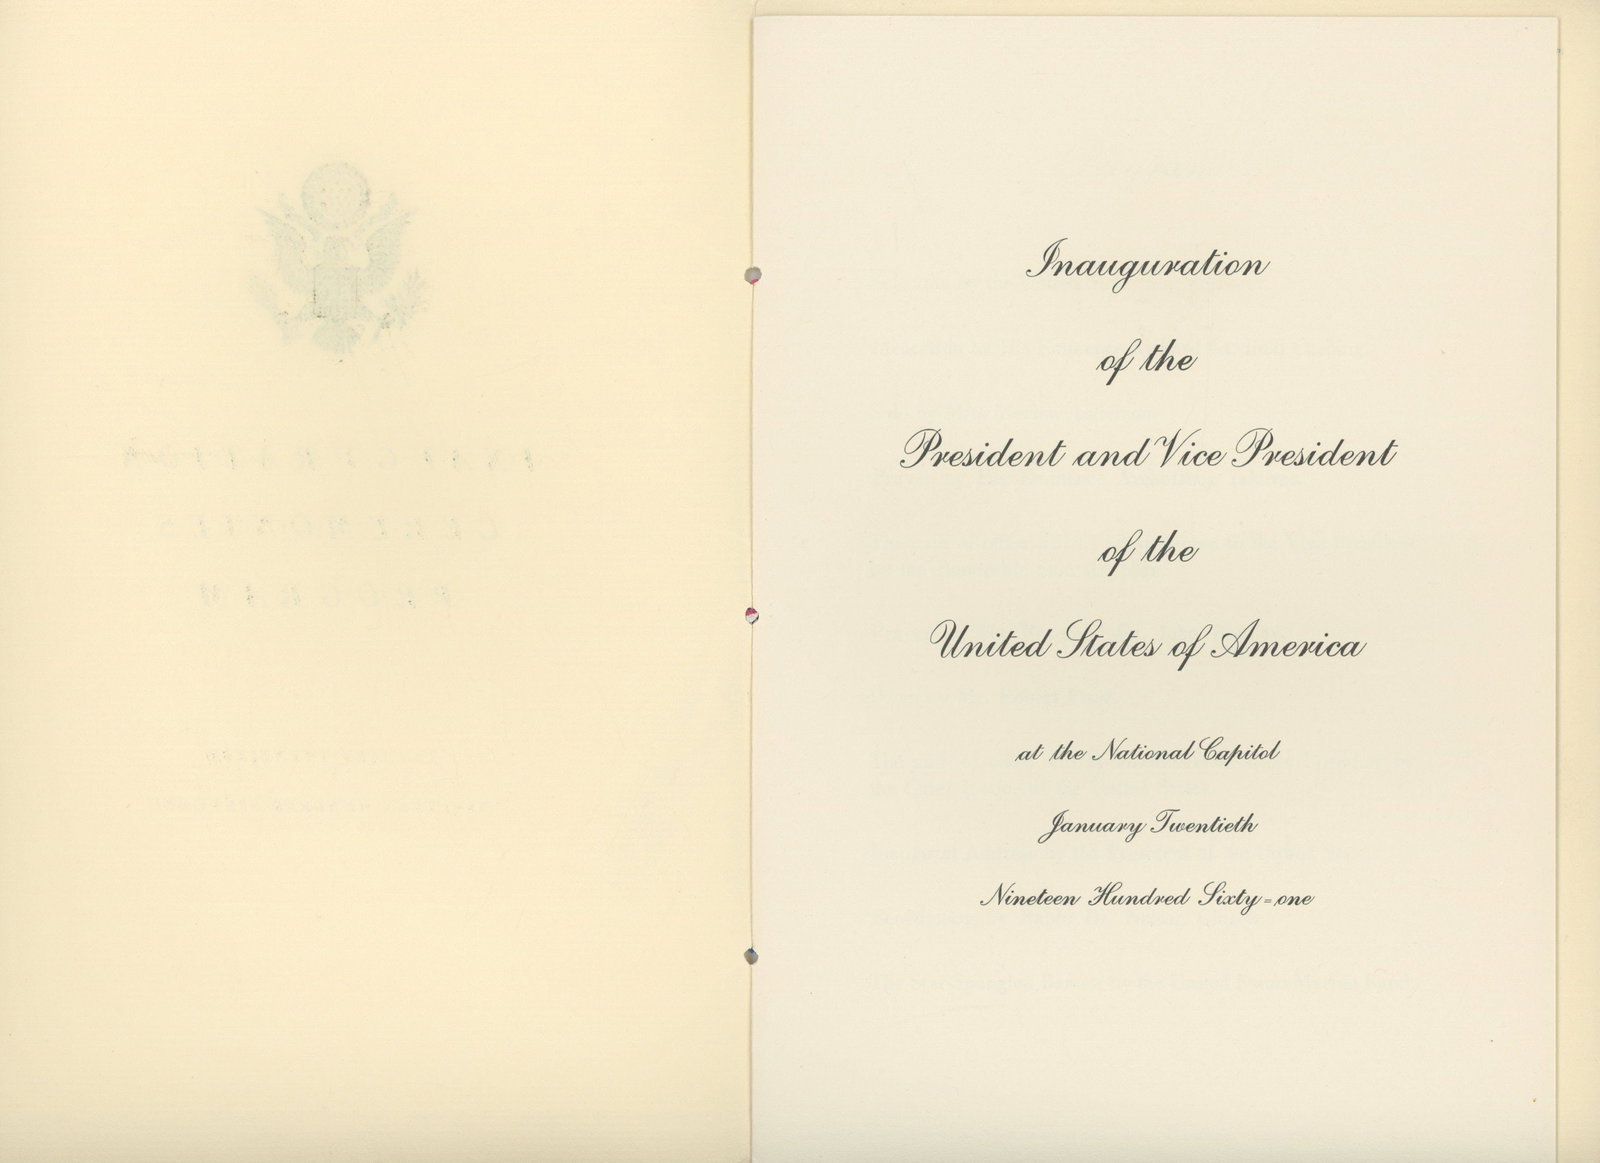 Inauguration
of the
President and Vice President
of the
United States of America
at the National Capitol
January Twentieth
Nineteen Hundred Sixty=one